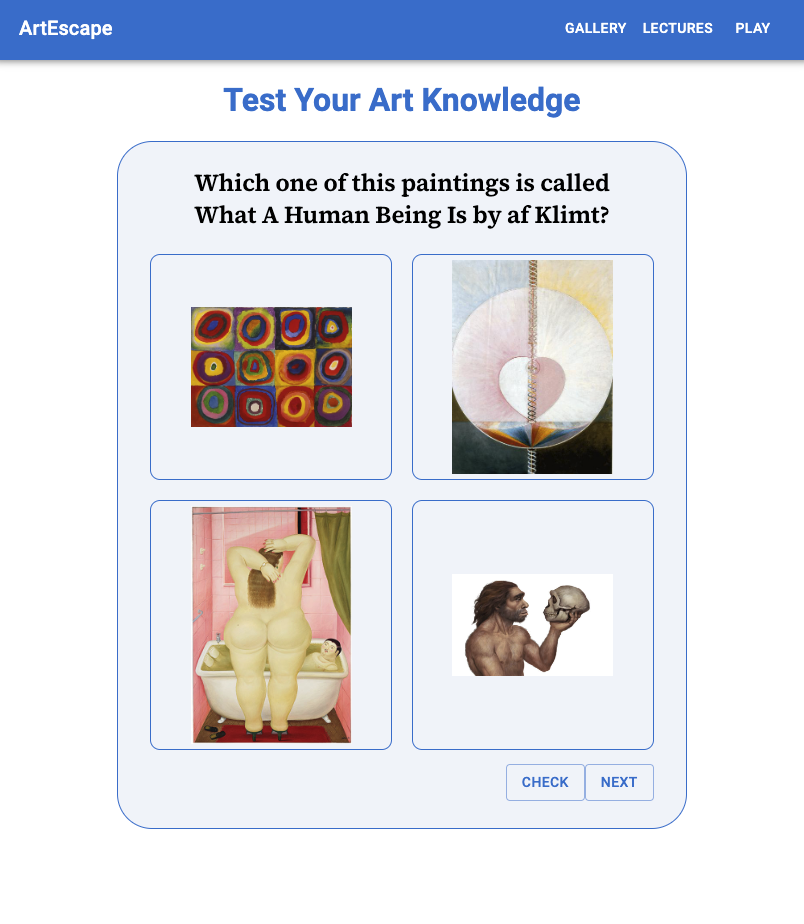 ArtEscape
GALLERY LECTURES PLAY
Test Your Art Knowledge
Which one of this paintings is called
What A Human Being Is by af Klimt?
CHECK NEXT